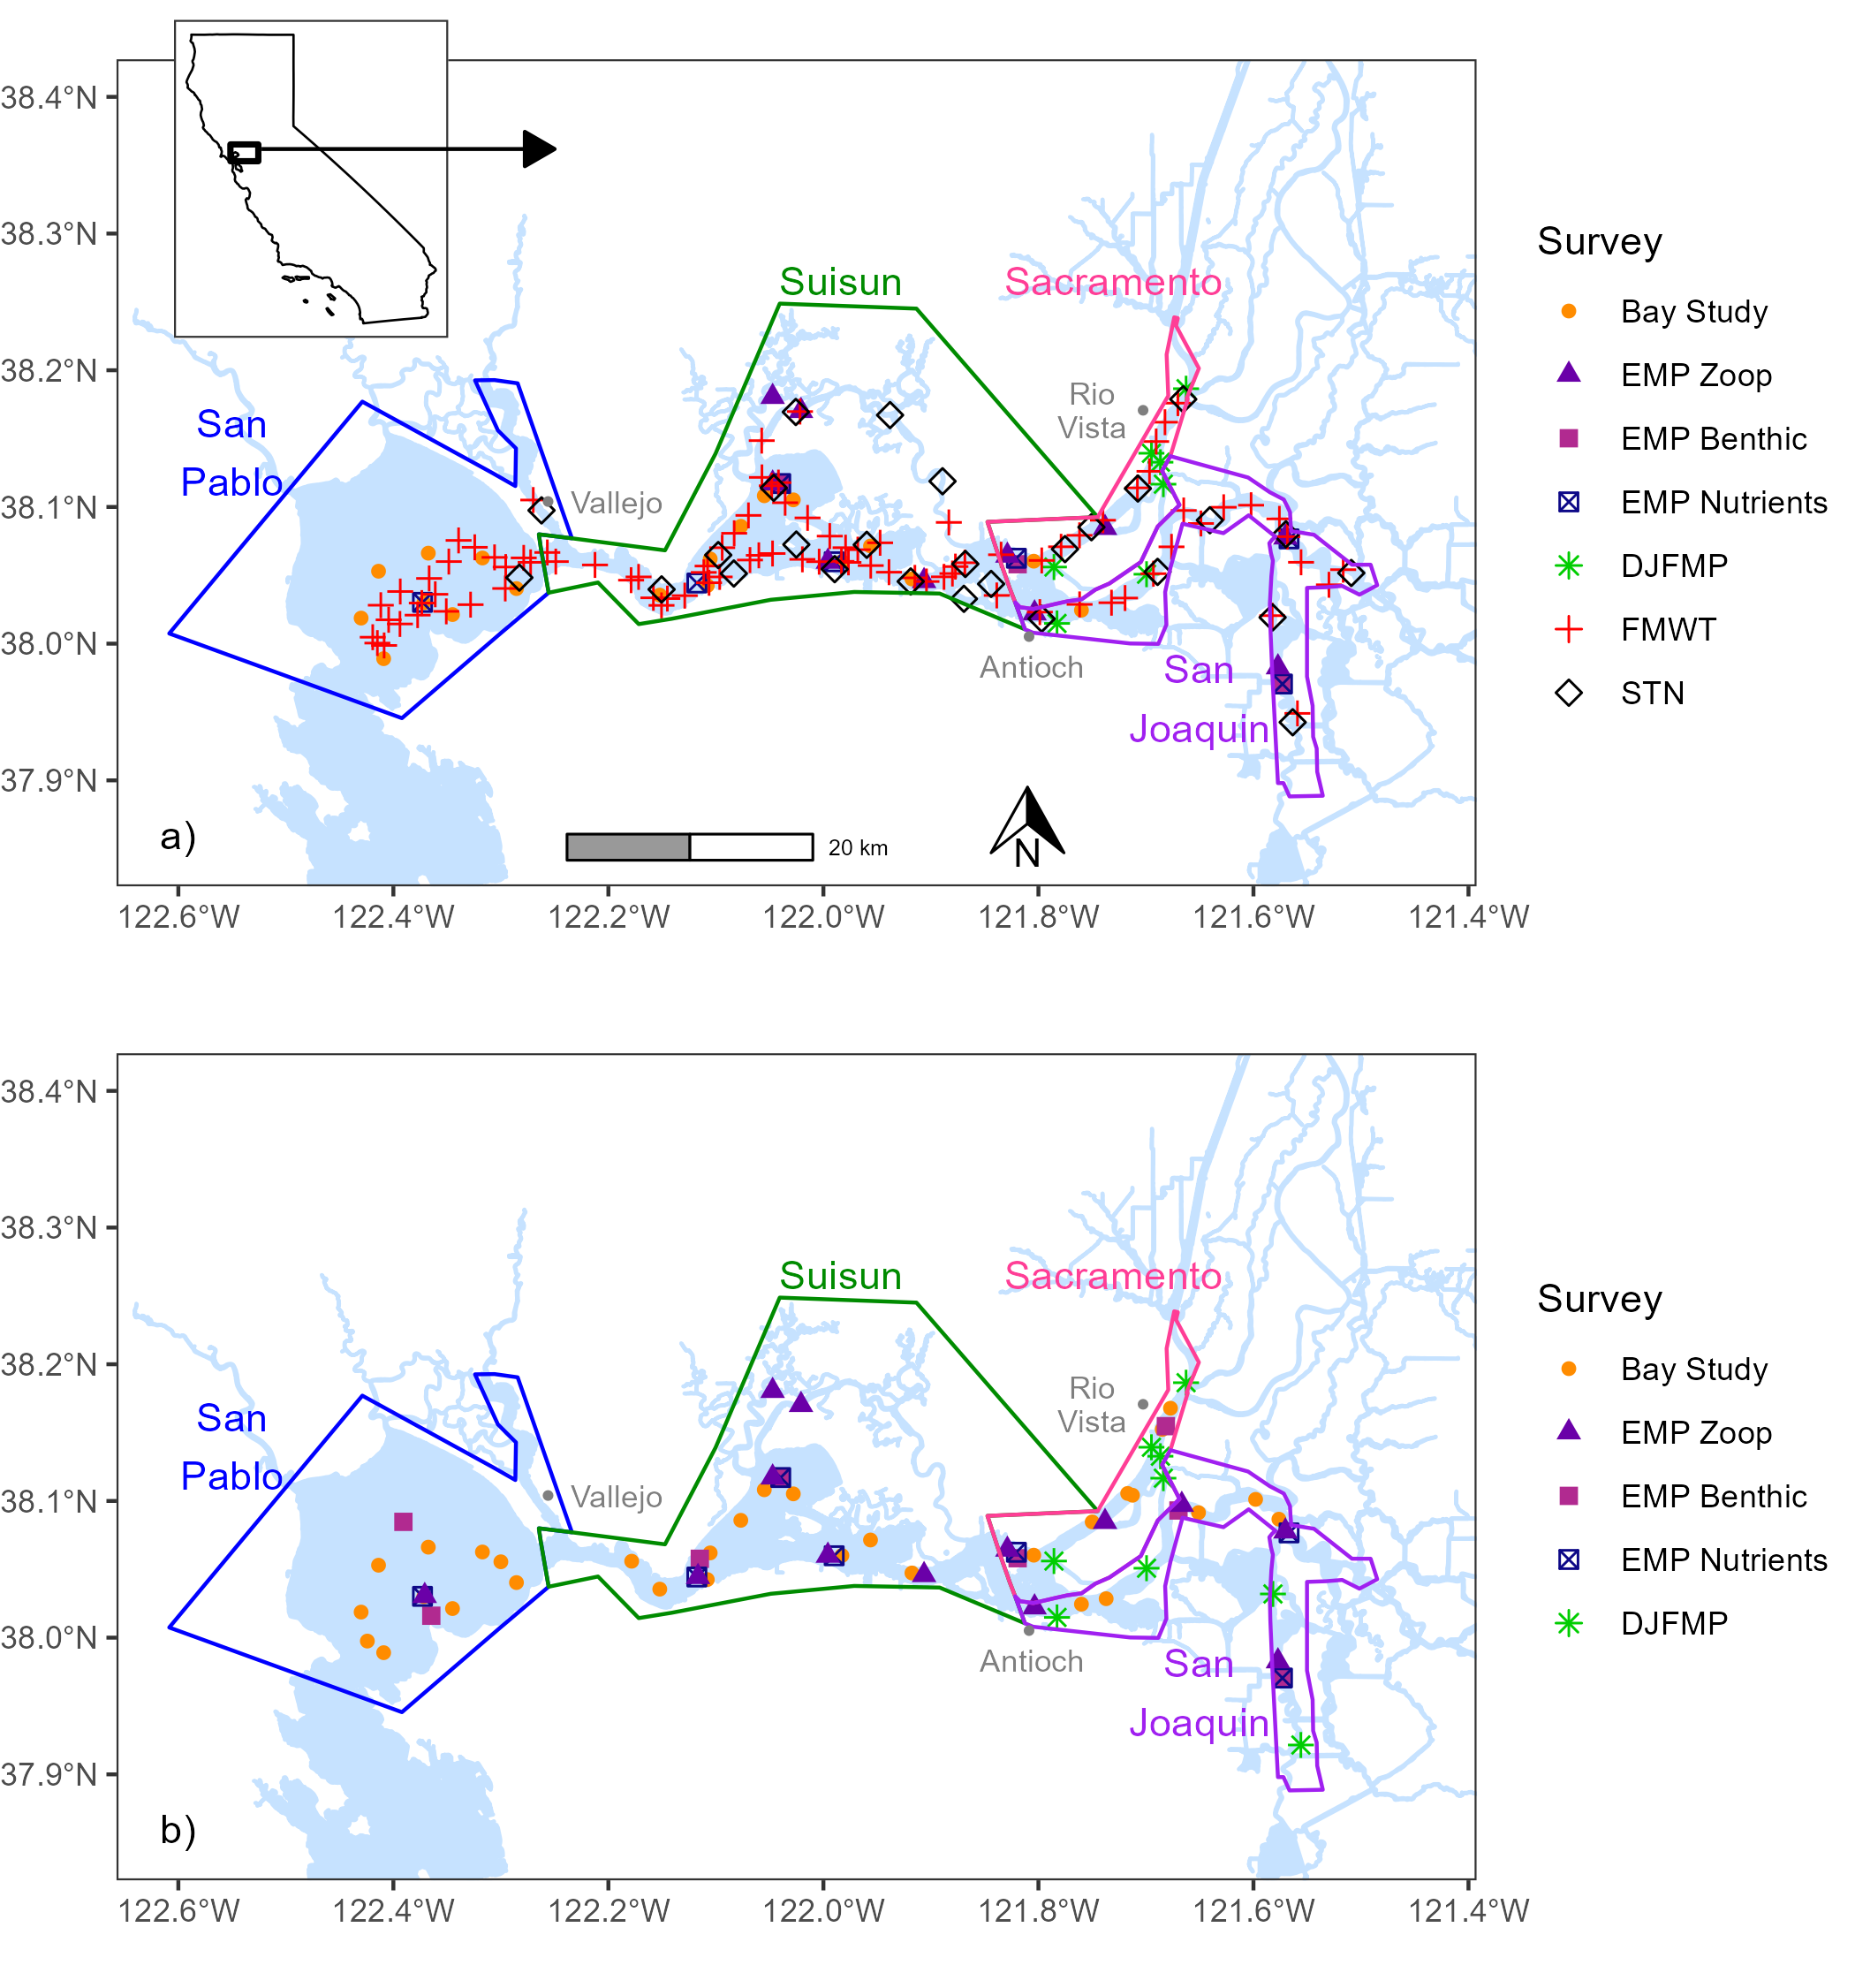 38.4°N
38.3°N
38.2°N
38.1°N
38.0°N
37.9°N
Suisun
Sacramento
San
Pablo
Rio
Vista
Vallejo
Antioch
San
Joaquin
a)
20 km
N
122.6°W
122.4°W
122.2°W
122.0°W
121.8°W
121.6°W
121.4°W
Survey
Bay Study
EMP Zoop
EMP Benthic
EMP Nutrients
DJFMP
FMWT
STN
38.4°N
38.3°N
38.2°N
38.1°N
38.0°N
37.9°N
Suisun
Sacramento
San
Pablo
Rio
Vista
Vallejo
Antioch
San
Joaquin
b)
122.6°W
122.4°W
122.2°W
122.0°W
121.8°W
121.6°W
121.4°W
Survey
Bay Study
EMP Zoop
EMP Benthic
EMP Nutrients
DJFMP